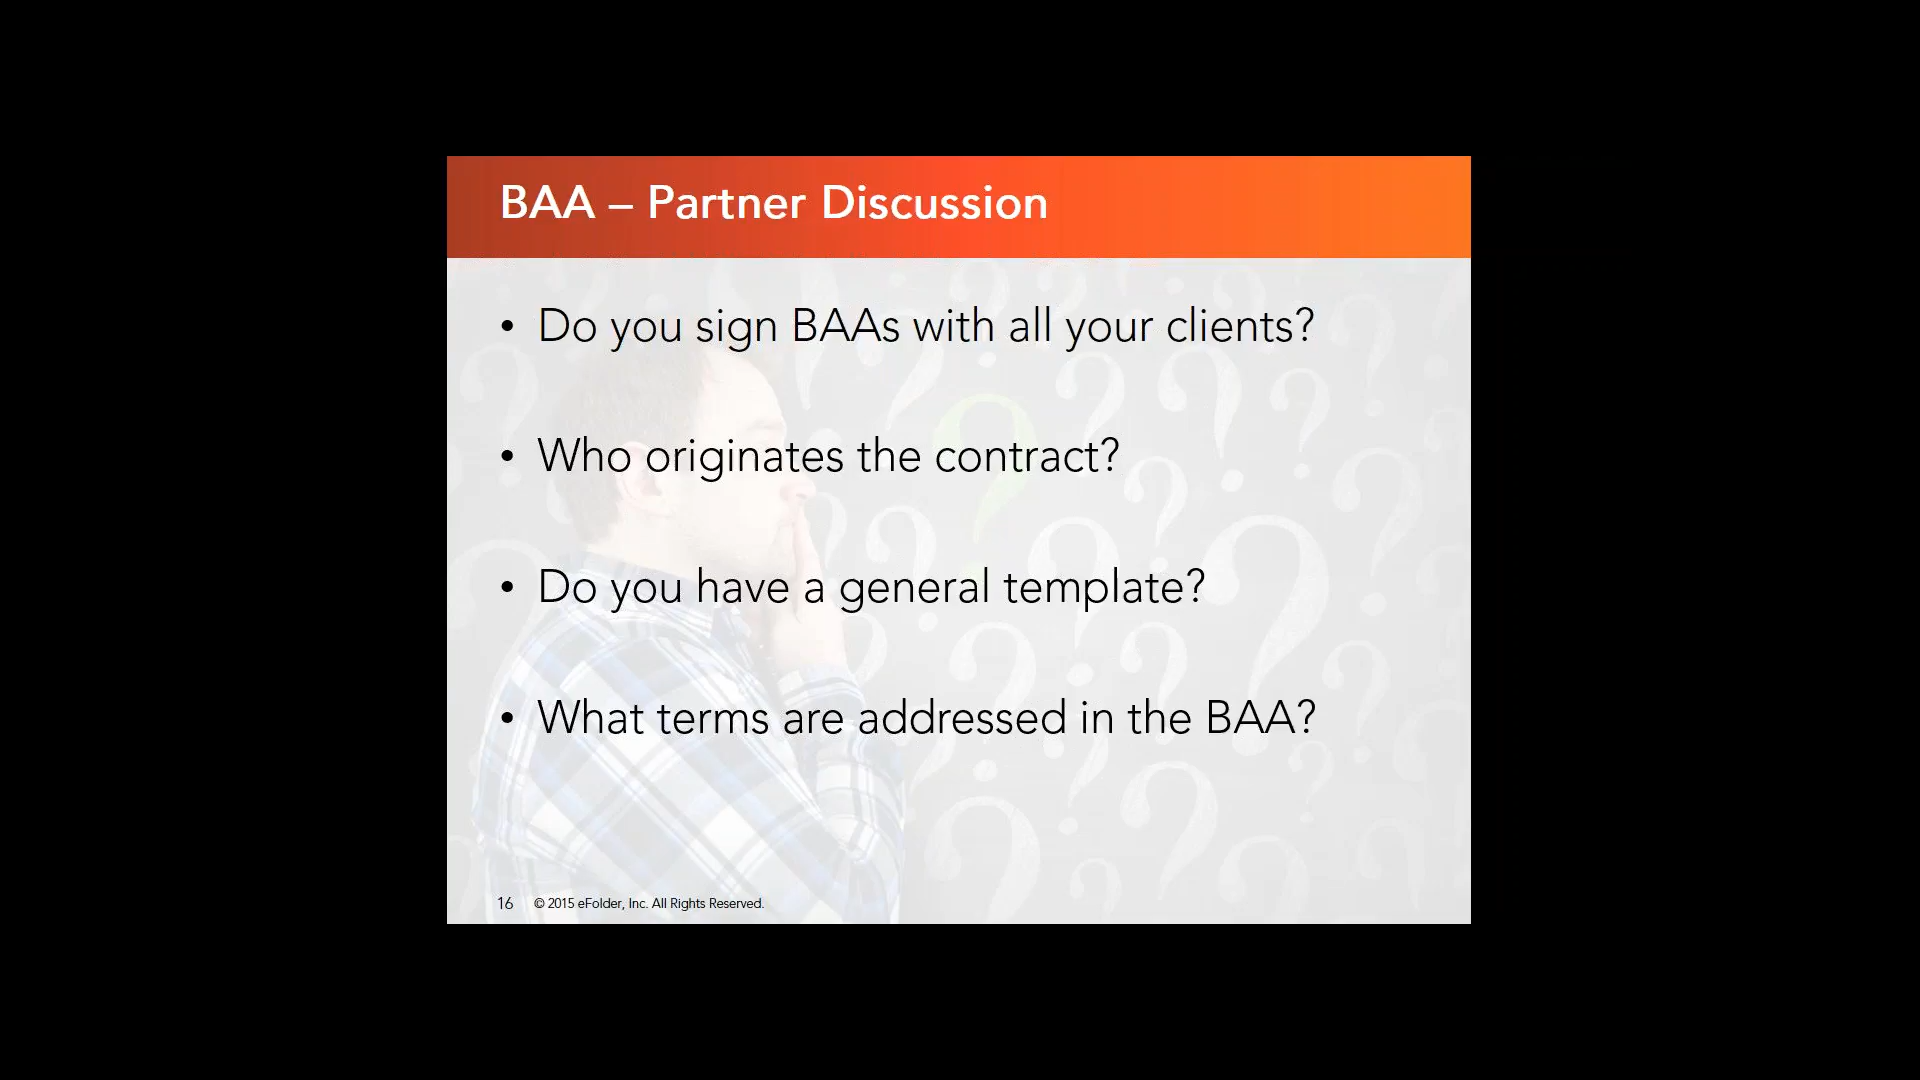 BAA – Partner Discussion
• Do you sign BAAs with all your clients?
• Who originates the contract?
• Do you have a general template?
• What terms are addressed in the BAA?
16 © 2015 eFolder, Inc. All Rights Reserved.